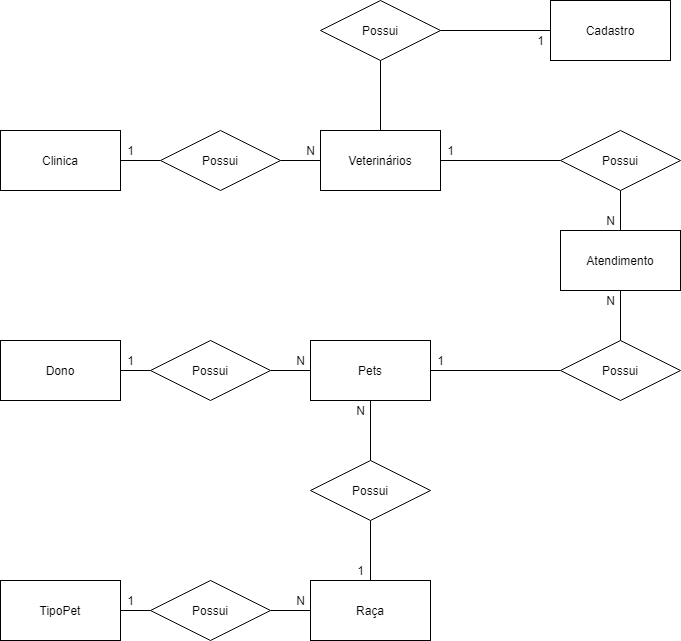 Possui
Cadastro
1
Clinica
1
Possui
N
Veterinários
1
Possui
N
Atendimento
N
Dono
1
Possui
N
Pets
1
Possui
N
Possui
1
TipoPet
1
Possui
N
Raça